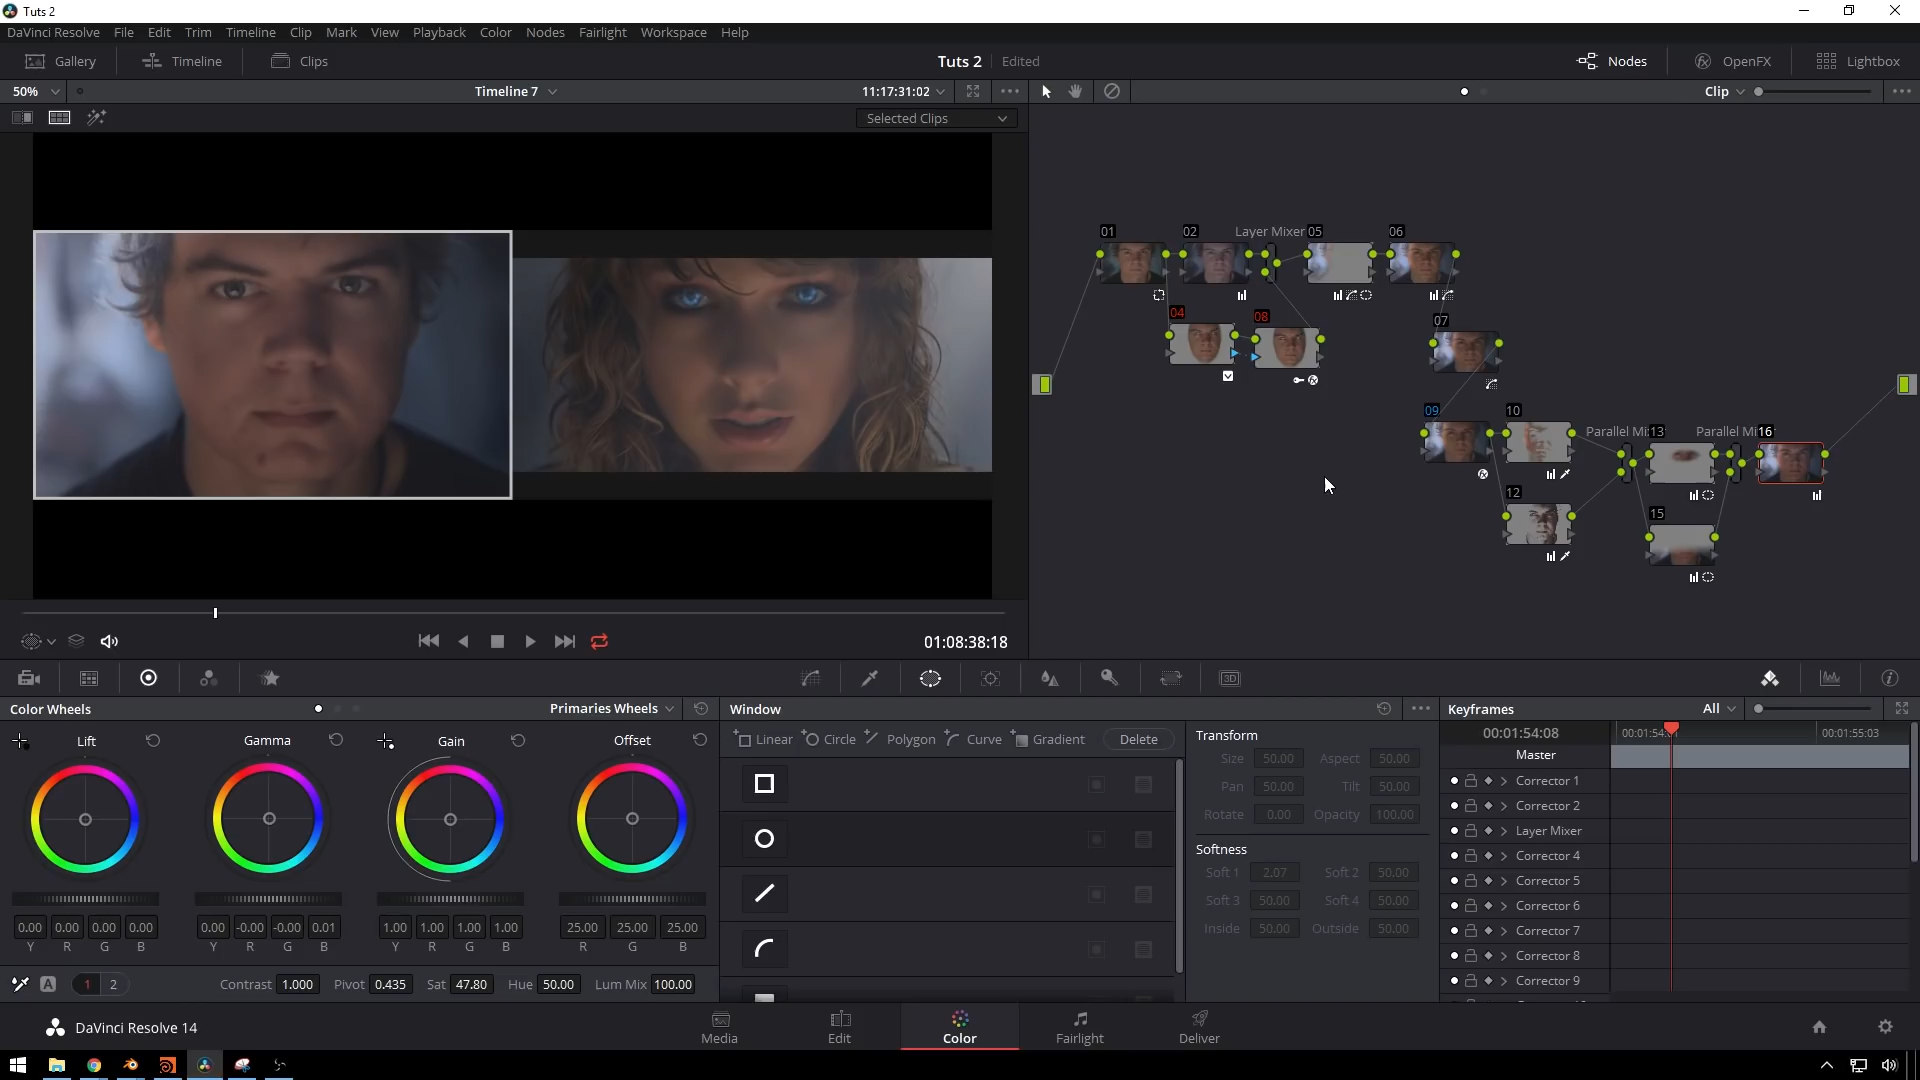 Tuts 2
DaVinci Resolve File Edit Trim Timeline Clip Mark View Playback Color Nodes Fairlight Workspace Help
Gallery Timeline Clips Tuts 2 Edited Nodes OpenFX Lightbox
50% Timeline 7 11:17:31:02 Clip
Selected Clips
01 02 Layer Mixer 05 06
04 08 07
09 10 Parallel Mi 13 Parallel Mi 16
12 15
01:08:38:18
3D
Color Wheels Primaries Wheels Window Keyframes All
Lift Gamma Gain Offset
Linear Circle Polygon Curve Gradient Delete
Transform
Size 50.00 Aspect 50.00
Pan 50.00 Tilt 50.00
Rotate 0.00 Opacity 100.00
Softness
Soft 1 2.07 Soft 2 50.00
Soft 3 50.00 Soft 4 50.00
Inside 50.00 Outside 50.00
00:01:54:08 00:01:55:03
Master
Corrector 1
Corrector 2
Layer Mixer
Corrector 4
Corrector 5
Corrector 6
Corrector 7
Corrector 8
Corrector 9
0.00 0.00 0.00 0.00 0.00 -0.00 -0.00 0.01 1.00 1.00 1.00 1.00 25.00 25.00 25.00
Y R G B Y R G B Y R G B R G B
A 1 2 Contrast 1.000 Pivot 0.435 Sat 47.80 Hue 50.00 Lum Mix 100.00
DaVinci Resolve 14 Media Edit Color Fairlight Deliver